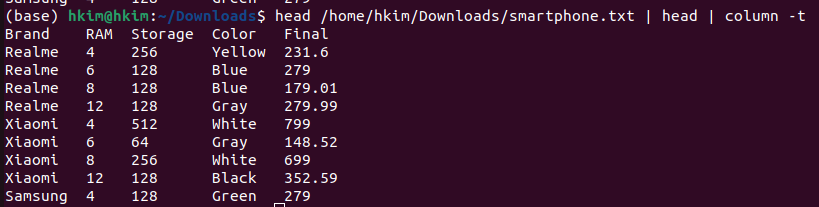 (base) hkim@hkim:~/Downloads$ head /home/hkim/Downloads/smartphone.txt | head | column -t
Brand RAM Storage Color Final
Realme 4 256 Yellow 231.6
Realme 6 128 Blue 279
Realme 8 128 Blue 179.01
Realme 12 128 Gray 279.99
Xiaomi 4 512 White 799
Xiaomi 6 64 Gray 148.52
Xiaomi 8 256 White 699
Xiaomi 12 128 Black 352.59
Samsung 4 128 Green 279